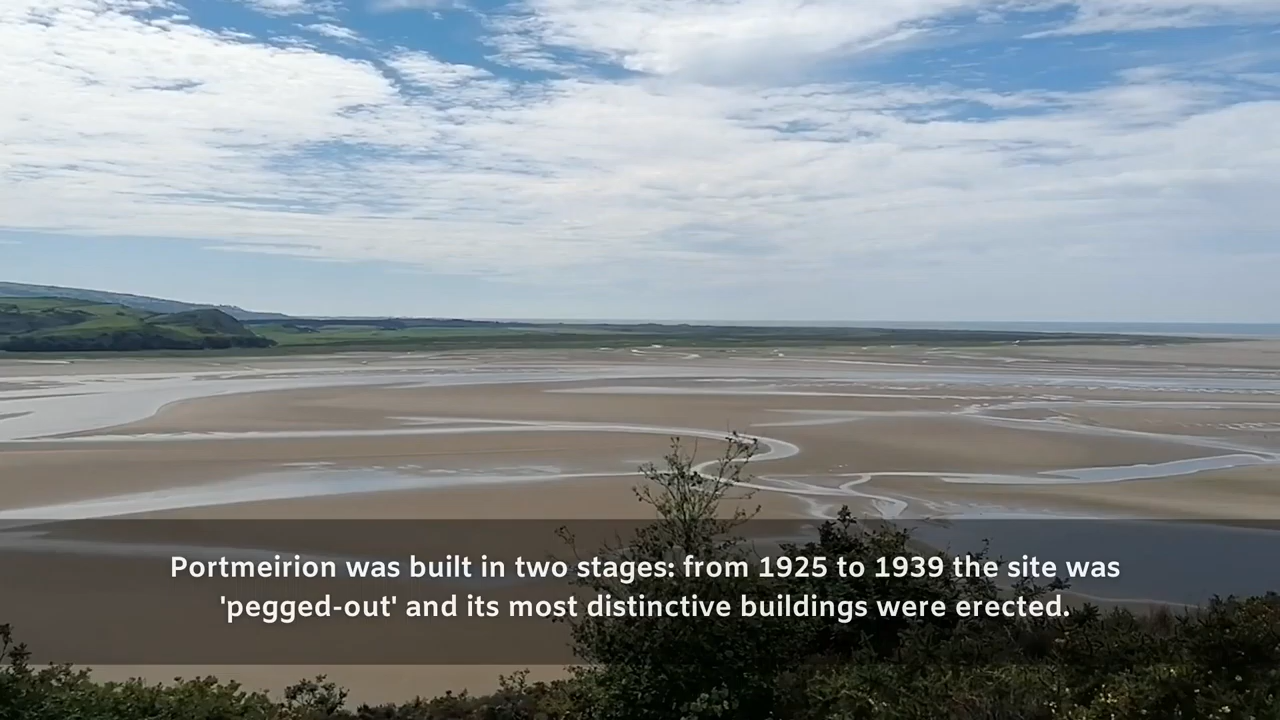 Portmeirion was built in two stages: from 1925 to 1939 the site was
'pegged-out' and its most distinctive buildings were erected.